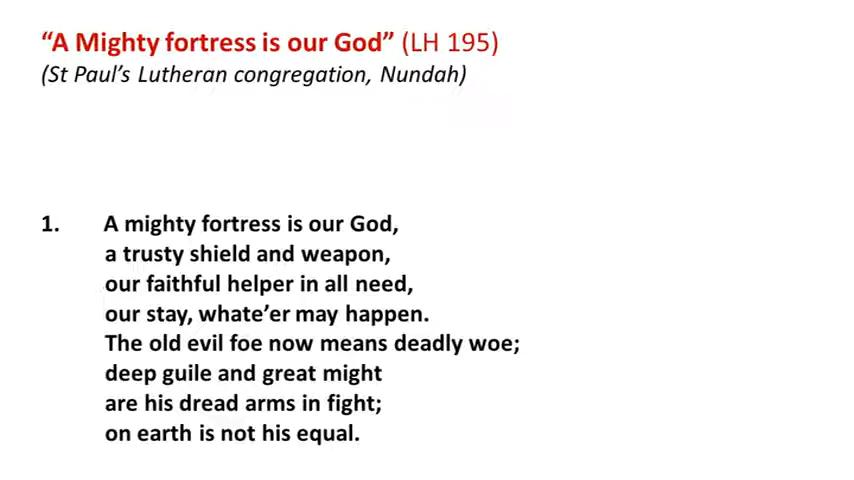 “A Mighty fortress is our God” (LH 195)
(St Paul’s Lutheran congregation, Nundah)
1. A mighty fortress is our God,
a trusty shield and weapon,
our faithful helper in all need,
our stay, whate’er may happen.
The old evil foe now means deadly woe;
deep guile and great might
are his dread arms in fight;
on earth is not his equal.